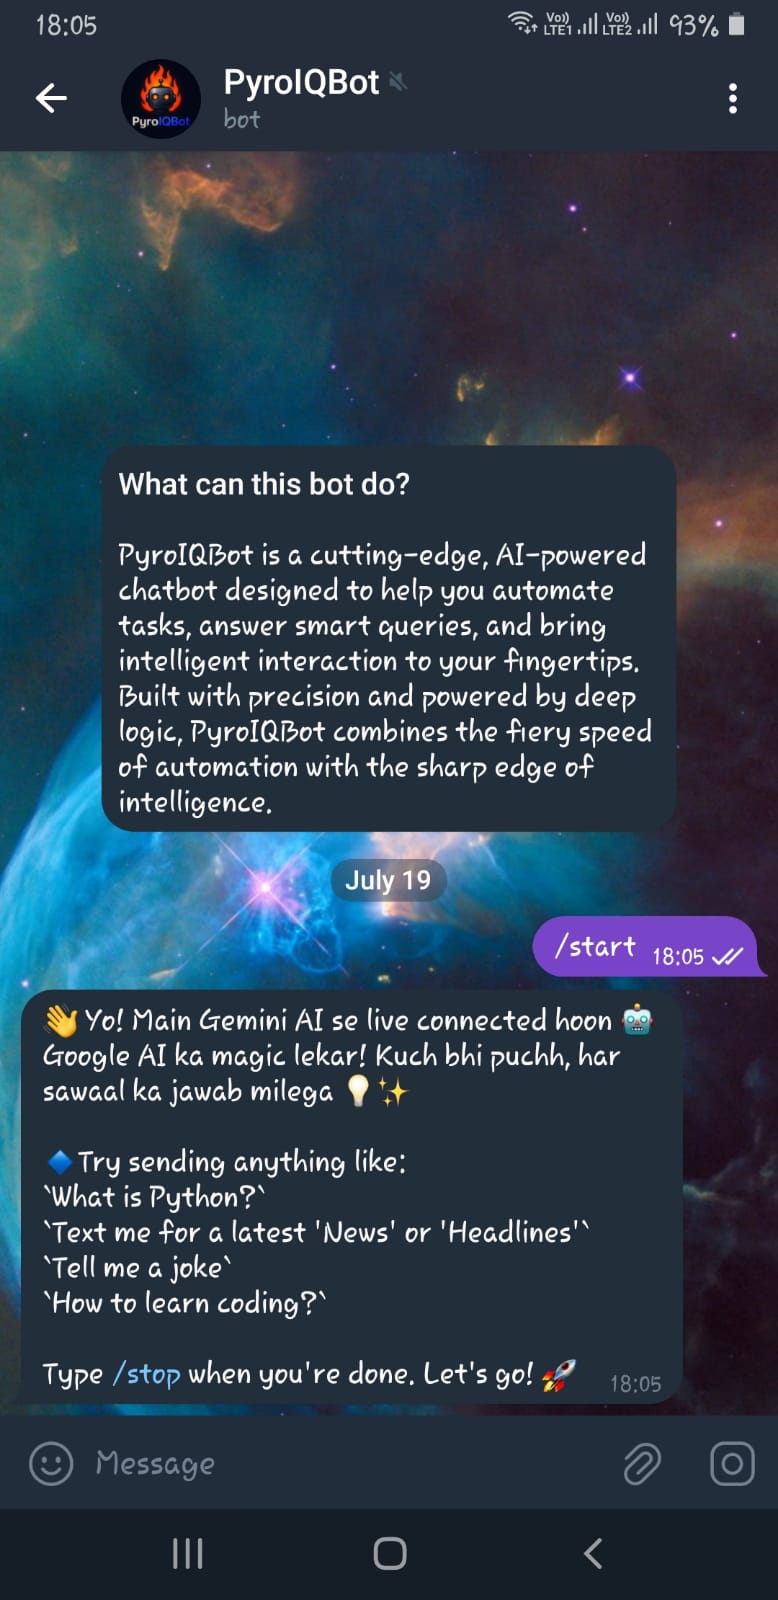 18:05 Vo)) LTE1 Vo)) LTE2 93%
PyroIQBot
PyroIQBot
bot
What can this bot do?
PyroIQBot is a cutting-edge, AI-powered
chatbot designed to help you automate
tasks, answer smart queries, and bring
intelligent interaction to your fingertips.
Built with precision and powered by deep
logic, PyroIQBot combines the fiery speed
of automation with the sharp edge of
intelligence.
July 19
/start 18:05
👋 Yo! Main Gemini AI se live connected hoon 🤖
Google AI ka magic lekar! Kuch bhi puchh, har
sawaal ka jawab milega 💡✨
🔷 Try sending anything like:
`What is Python?`
`Text me for a latest 'News' or 'Headlines'`
`Tell me a joke`
`How to learn coding?`
Type /stop when you're done. Let's go! 🚀 18:05
Message